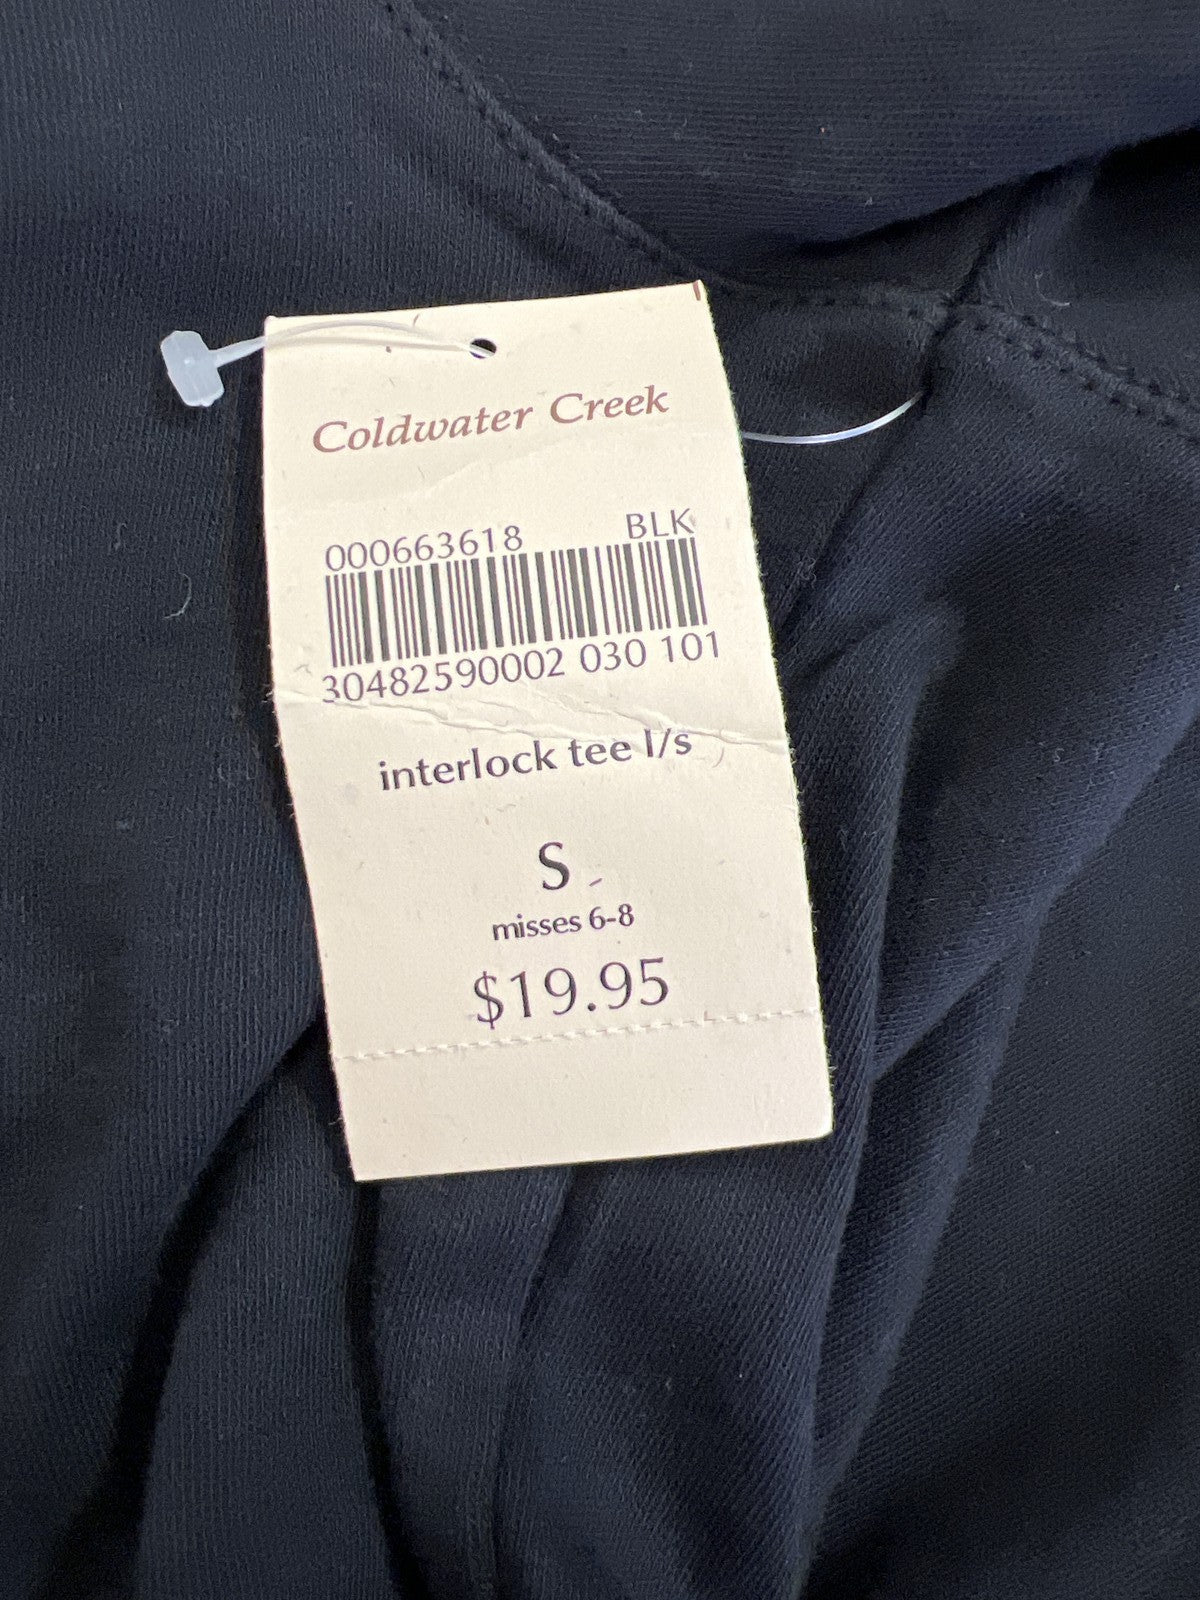 Coldwater Creek
000663618 BLK
30482590002 030 101
interlock tee l/s
S
misses 6-8
$19.95